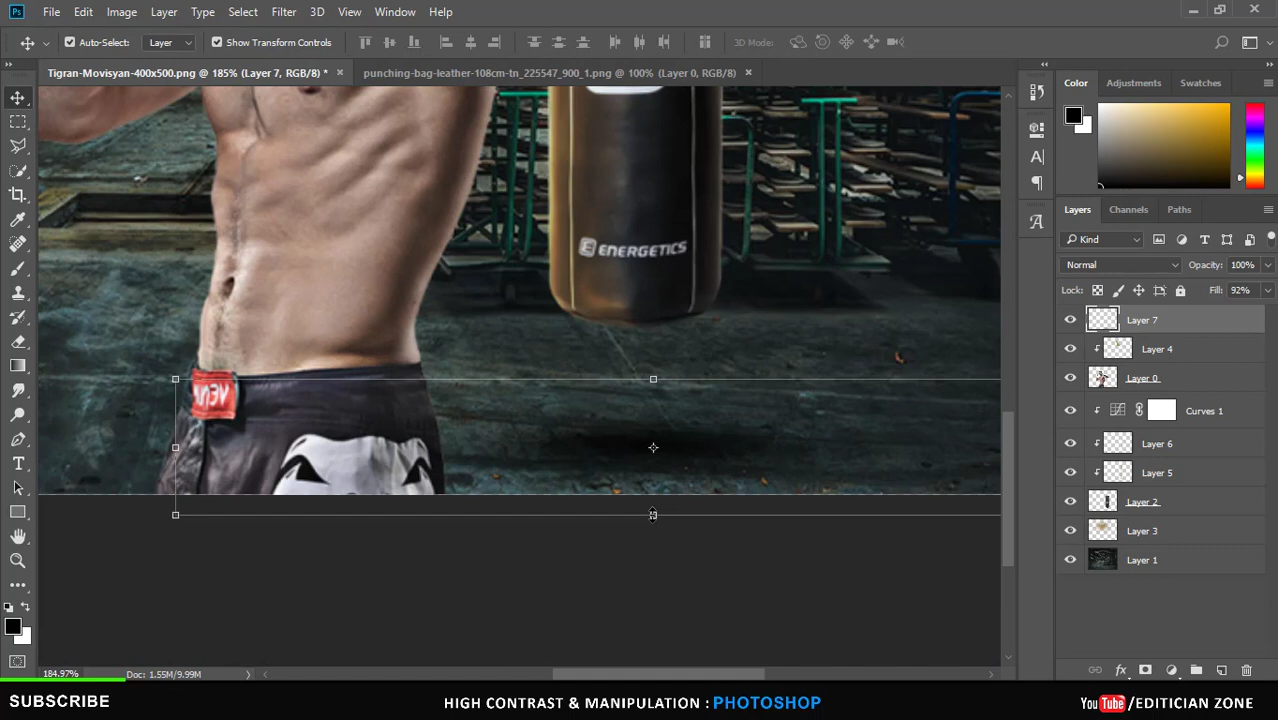 Ps File Edit Image Layer Type Select Filter 3D View Window Help
Auto-Select: Layer Show Transform Controls 3D Mode:
Tigran-Movisyan-400x500.png @ 185% (Layer 7, RGB/8) * × punching-bag-leather-108cm-tn_225547_900_1.png @ 100% (Layer 0, RGB/8) ×
Color Adjustments Swatches
Layers Channels Paths
Kind
Normal Opacity: 100%
Lock: Fill: 92%
Layer 7
Layer 4
Layer 0
Curves 1
Layer 6
Layer 5
Layer 2
Layer 3
Layer 1
E ENERGETICS
184.97% Doc: 1.55M/9.99M
SUBSCRIBE HIGH CONTRAST & MANIPULATION : PHOTOSHOP YouTube/EDITICIAN ZONE